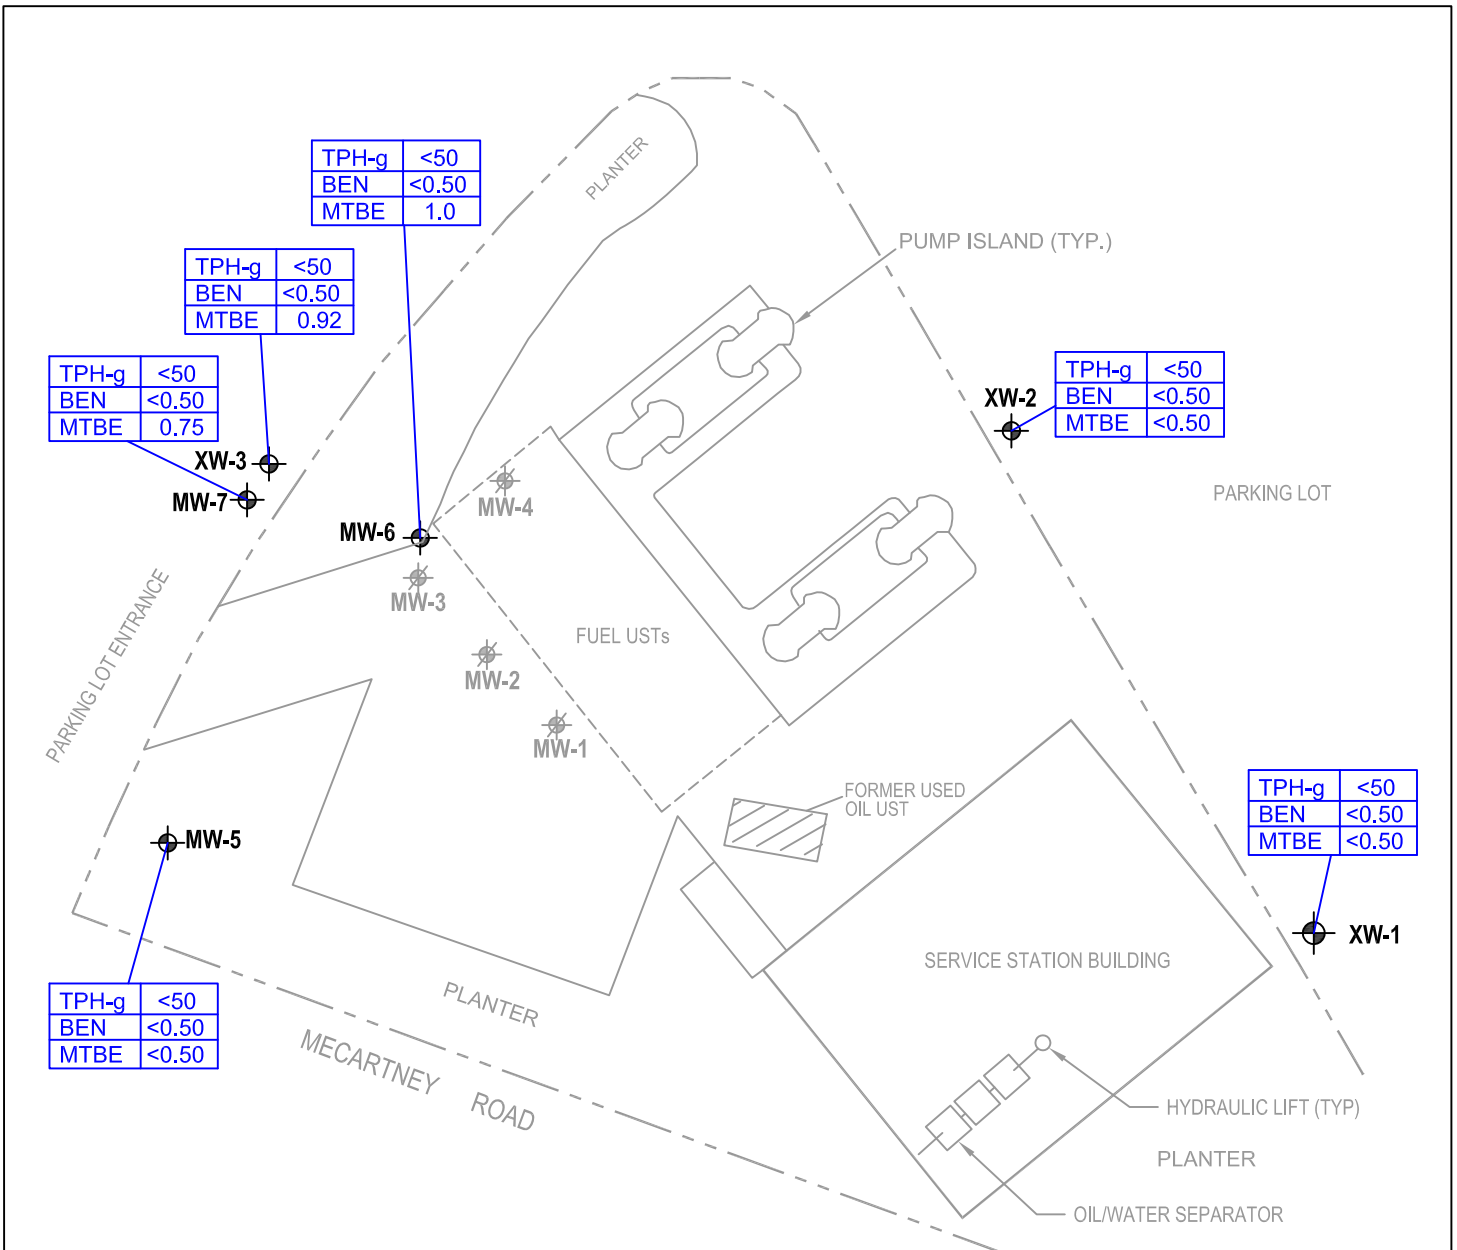 PLANTER
TPH-g <50
BEN <0.50
MTBE 1.0
PUMP ISLAND (TYP.)
TPH-g <50
BEN <0.50
MTBE 0.92
TPH-g <50
BEN <0.50
MTBE 0.75
XW-2
TPH-g <50
BEN <0.50
MTBE <0.50
XW-3
MW-7
MW-4
PARKING LOT
MW-6
MW-3
PARKING LOT ENTRANCE
FUEL USTs
MW-2
MW-1
FORMER USED
OIL UST
TPH-g <50
BEN <0.50
MTBE <0.50
MW-5
XW-1
SERVICE STATION BUILDING
TPH-g <50
BEN <0.50
MTBE <0.50
PLANTER
MECARTNEY ROAD
HYDRAULIC LIFT (TYP)
PLANTER
OIL/WATER SEPARATOR